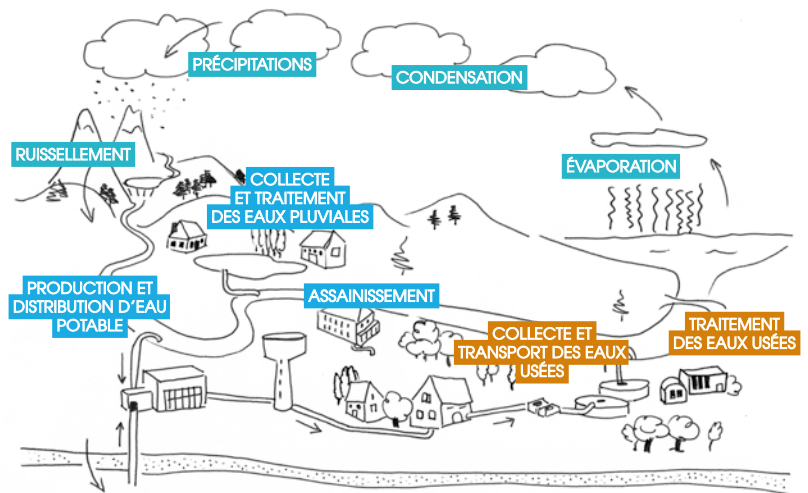 PRÉCIPITATIONS
CONDENSATION
RUISSELLEMENT
ÉVAPORATION
COLLECTE
ET TRAITEMENT
DES EAUX PLUVIALES
PRODUCTION ET
DISTRIBUTION D'EAU
POTABLE
ASSAINISSEMENT
COLLECTE ET
TRANSPORT DES EAUX
USÉES
TRAITEMENT
DES EAUX USÉES